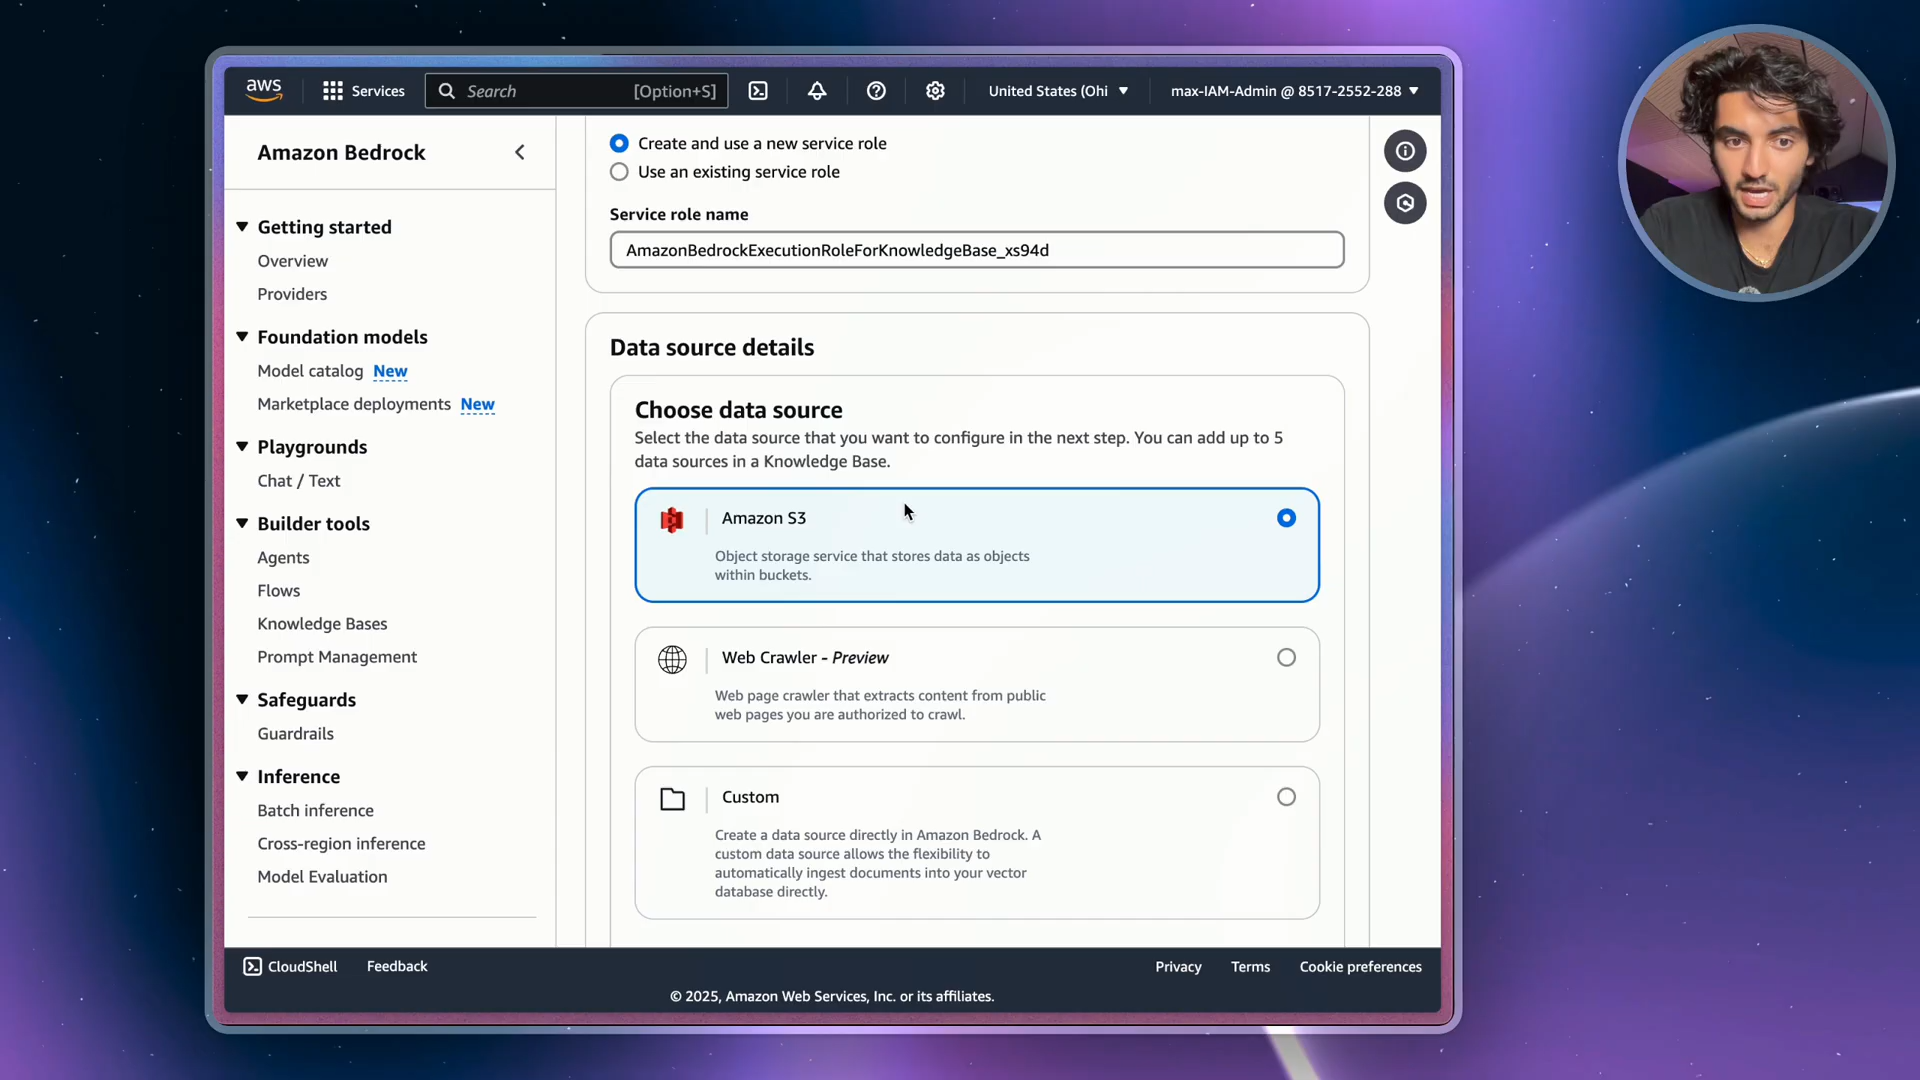 aws
Services
Search
[Option+S]
United States (Ohi
max-IAM-Admin @ 8517-2552-288
Amazon Bedrock
Getting started
Overview
Providers
Foundation models
Model catalog New
Marketplace deployments New
Playgrounds
Chat / Text
Builder tools
Agents
Flows
Knowledge Bases
Prompt Management
Safeguards
Guardrails
Inference
Batch inference
Cross-region inference
Model Evaluation
Create and use a new service role
Use an existing service role
Service role name
AmazonBedrockExecutionRoleForKnowledgeBase_xs94d
Data source details
Choose data source
Select the data source that you want to configure in the next step. You can add up to 5
data sources in a Knowledge Base.
Amazon S3
Object storage service that stores data as objects
within buckets.
Web Crawler - Preview
Web page crawler that extracts content from public
web pages you are authorized to crawl.
Custom
Create a data source directly in Amazon Bedrock. A
custom data source allows the flexibility to
automatically ingest documents into your vector
database directly.
CloudShell
Feedback
Privacy
Terms
Cookie preferences
© 2025, Amazon Web Services, Inc. or its affiliates.